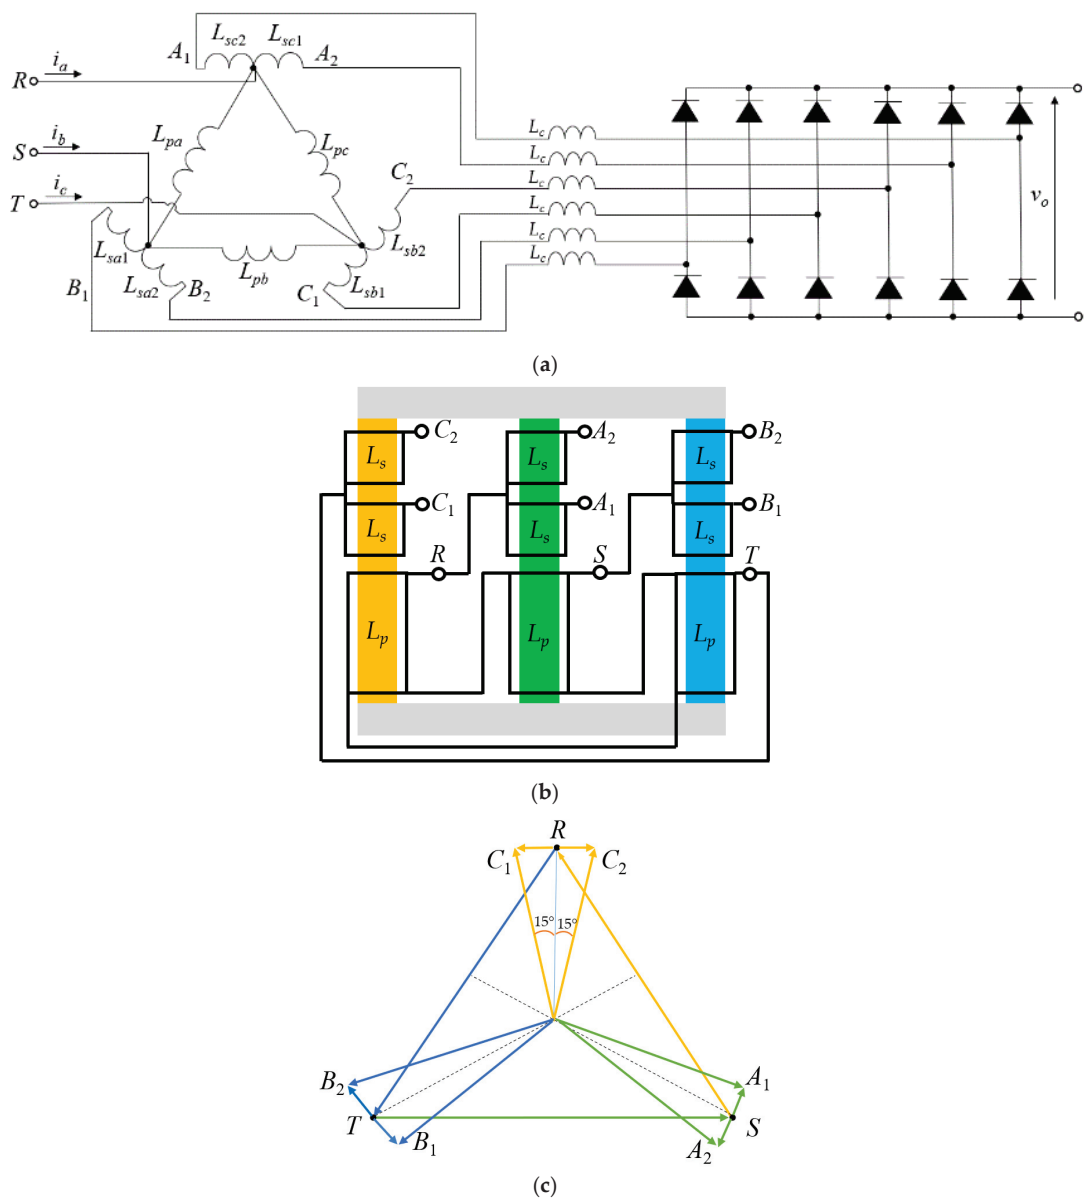 A1 Lsc2 Lsc1 A2
R ia
Lpa Lpc
S ib
C2
T ic
Lsa1 Lsb2
B1 Lsa2 B2 Lpb C1 Lsb1
Lc
Lc
Lc
Lc
Lc
Lc
vo
(a)
C2 A2 B2
Ls Ls Ls
C1 A1 B1
Ls Ls Ls
R S T
Lp Lp Lp
(b)
R
C1 C2
15° 15°
B2 A1
T S
B1 A2
(c)